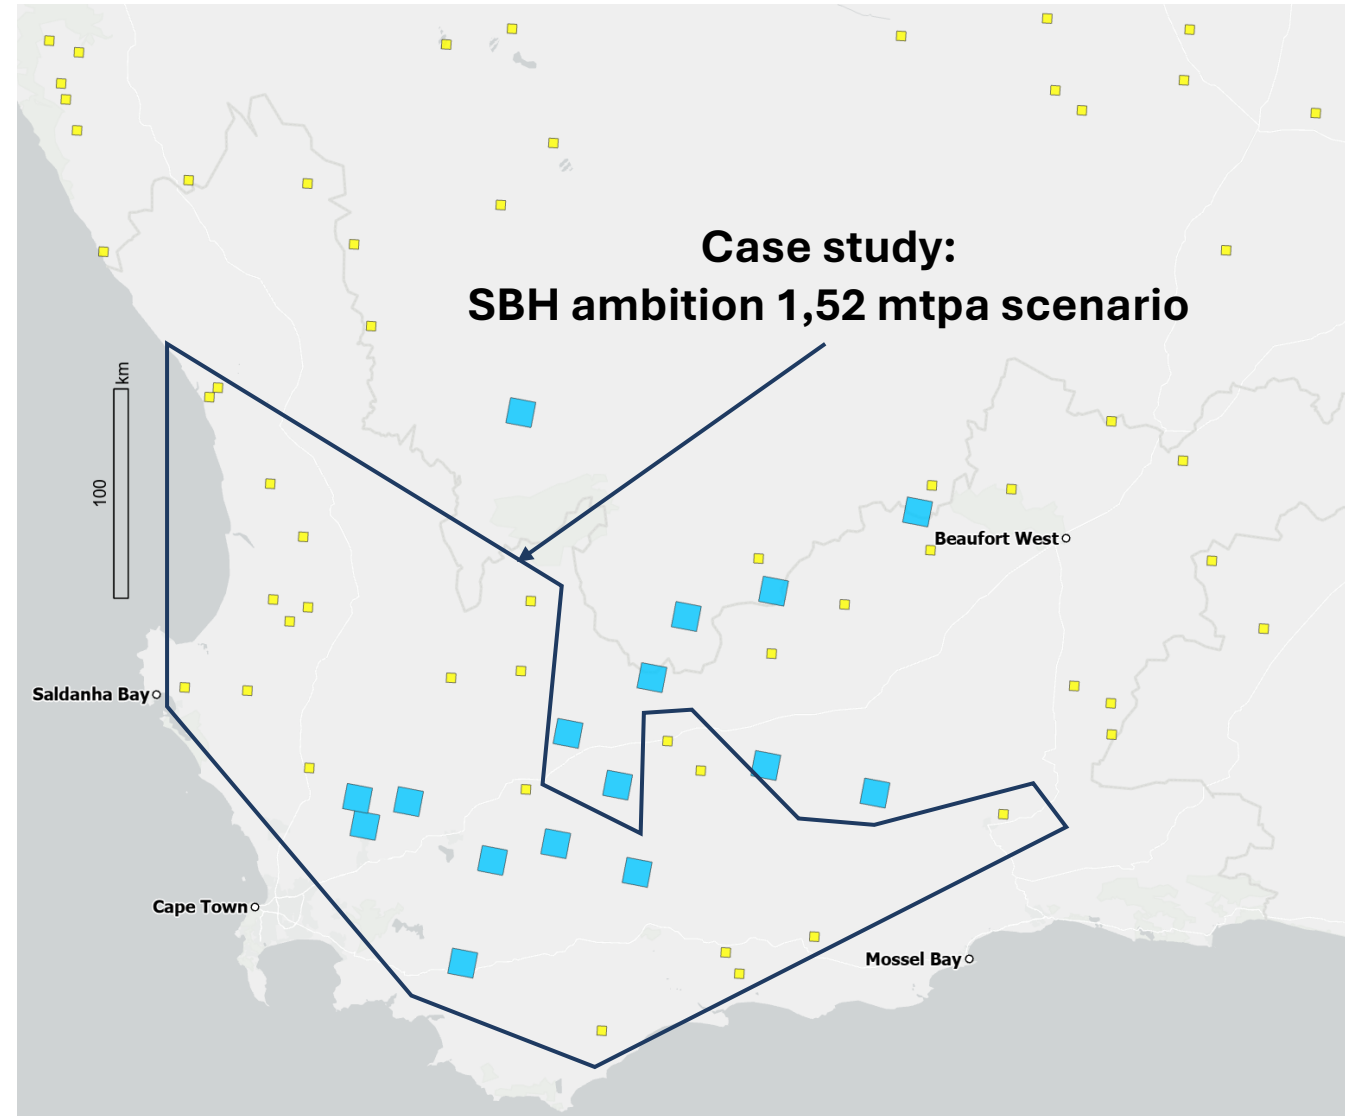 Case study:
SBH ambition 1,52 mtpa scenario
km
100
Beaufort West
Saldanha Bay
Cape Town
Mossel Bay